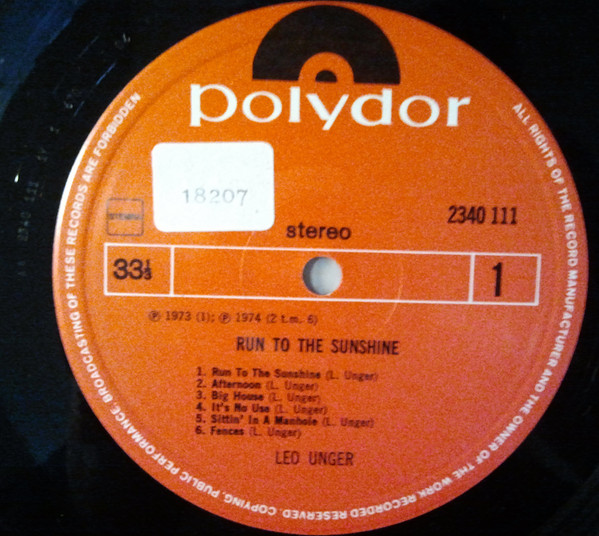 polydor
18207
STEMRA
2340 111
stereo
33⅓
1
Ⓟ 1973 (1); Ⓟ 1974 (2 t.m. 6)
RUN TO THE SUNSHINE
1. Run To The Sunshine (L. Unger)
2. Afternoon (L. Unger)
3. Big House (L. Unger)
4. It's No Use (L. Unger)
5. Sittin' In A Manhole (L. Unger)
6. Fences (L. Unger)
LEO UNGER
ALL RIGHTS OF THE RECORD MANUFACTURER AND THE OWNER OF THE WORK RECORDED RESERVED. COPYING, PUBLIC PERFORMANCE, BROADCASTING OF THESE RECORDS ARE FORBIDDEN
2340 111